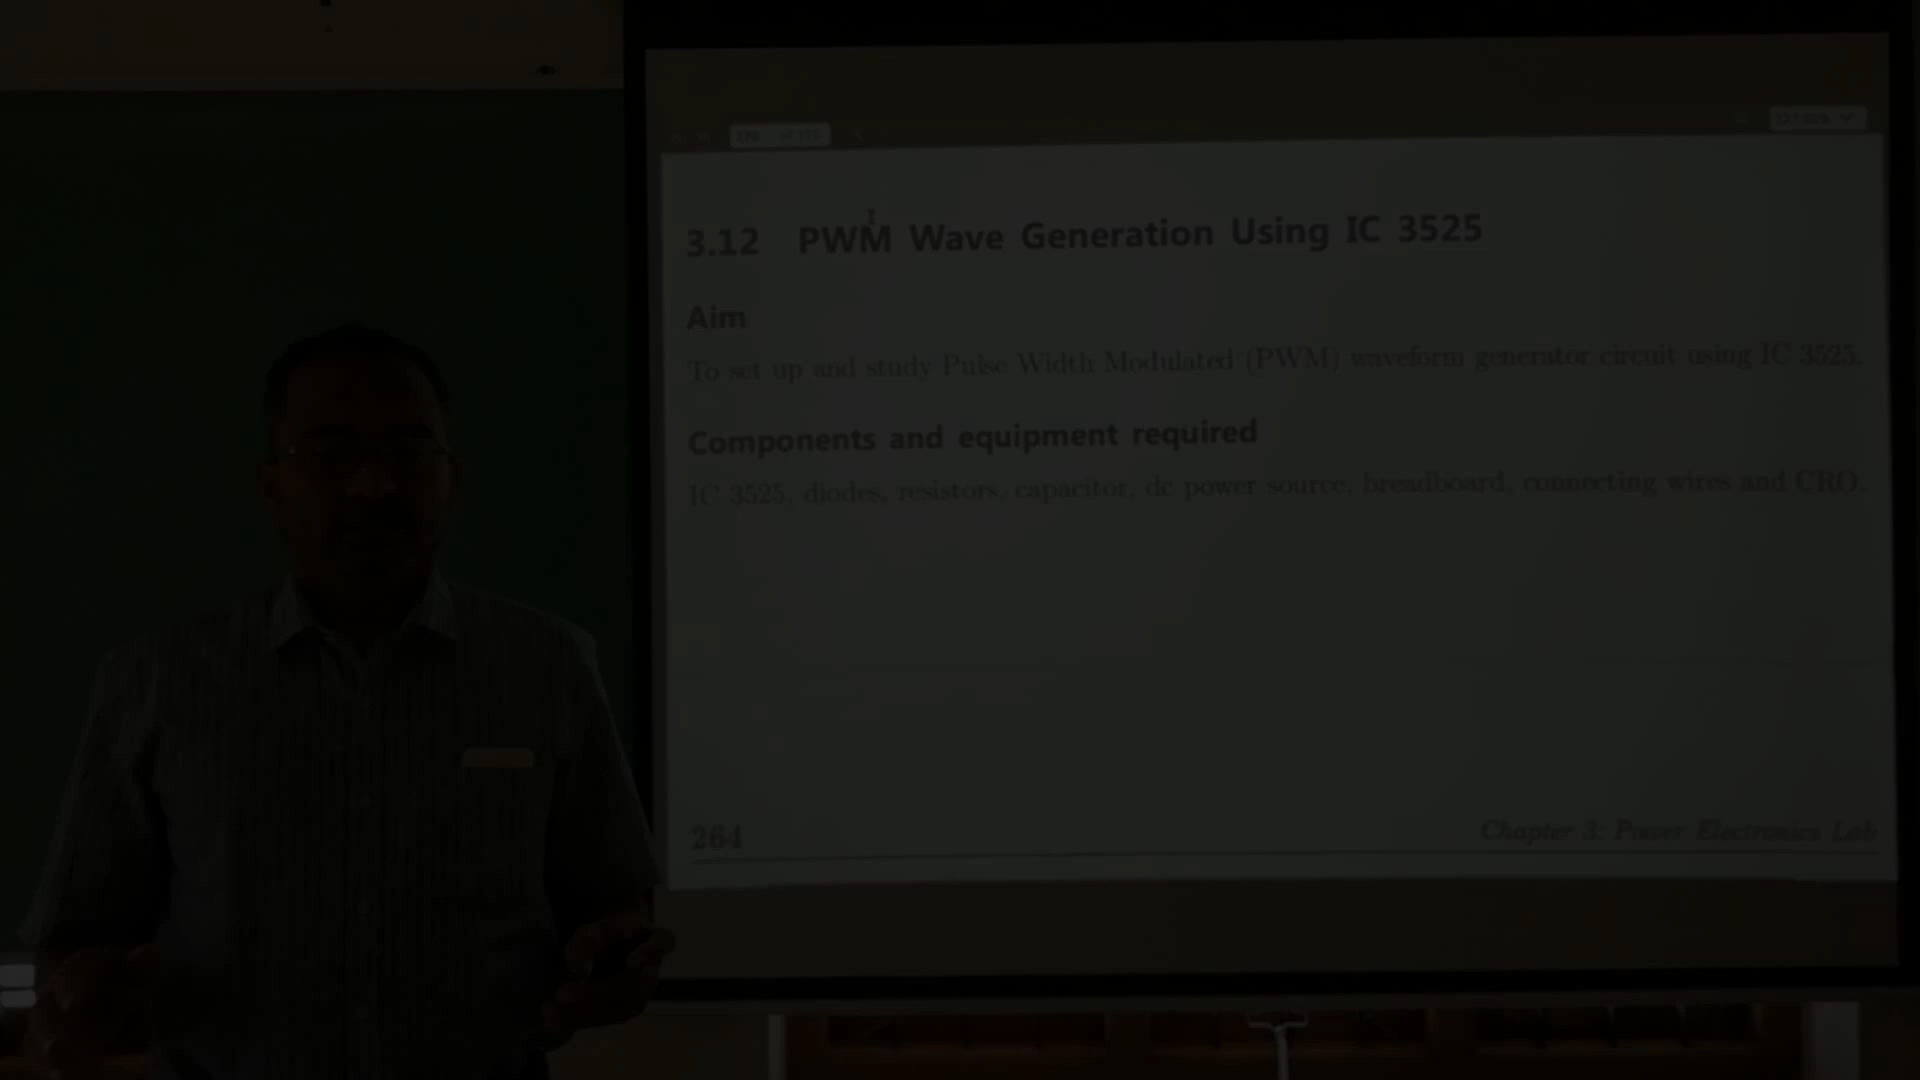 3.12 PWM Wave Generation Using IC 3525
Aim
To set up and study Pulse Width Modulated (PWM) waveform generator circuit using IC 3525.
Components and equipment required
IC 3525, diodes, resistors, capacitor, dc power source, breadboard, connecting wires and CRO.
264 Chapter 3: Power Electronics Lab